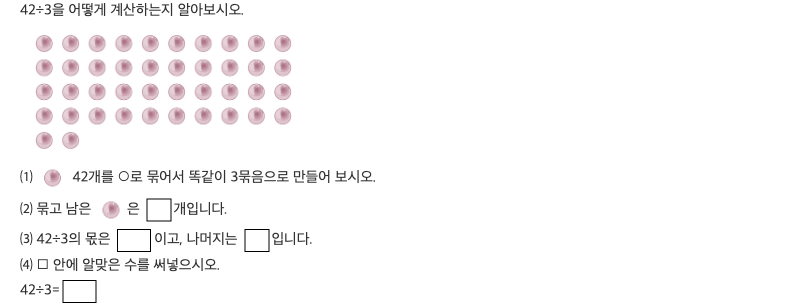 42÷3을 어떻게 계산하는지 알아보시오.
(1) 42개를 ○로 묶어서 똑같이 3묶음으로 만들어 보시오.
(2) 묶고 남은 은 □개입니다.
(3) 42÷3의 몫은 □이고, 나머지는 □입니다.
(4) □ 안에 알맞은 수를 써넣으시오.
42÷3=□